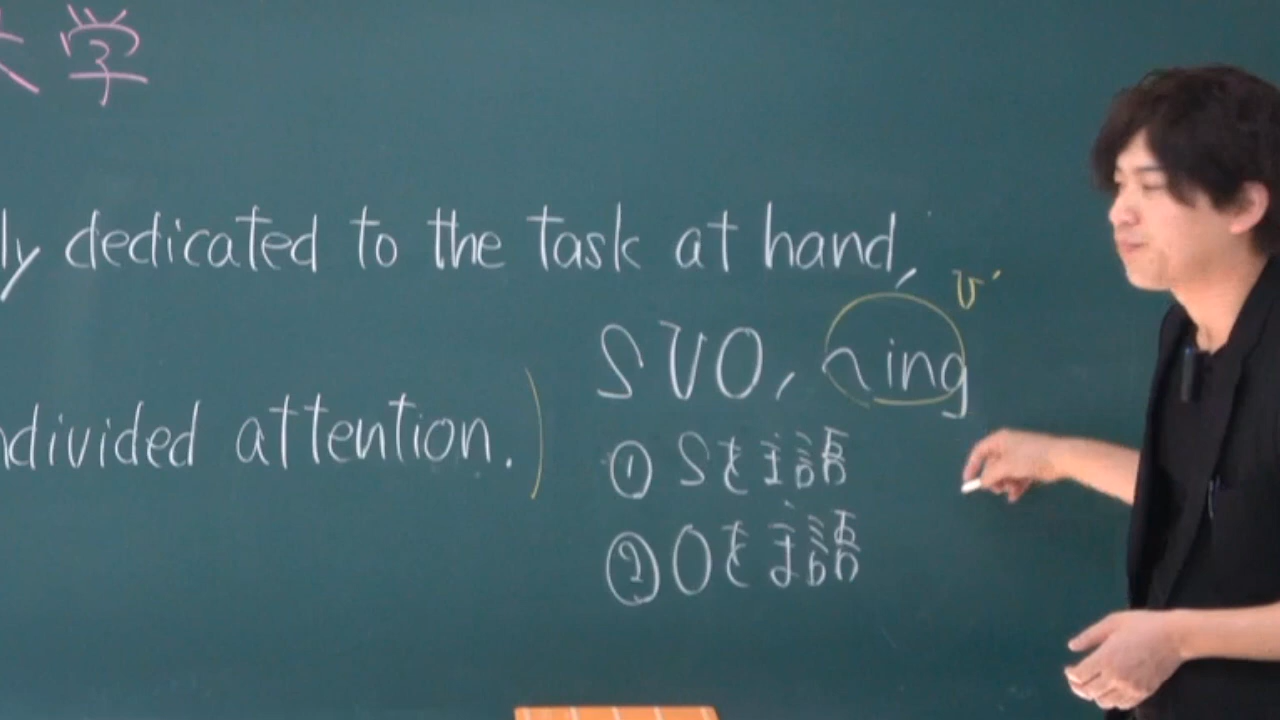 大学
ly dedicated to the task at hand,
v'
SVO, ~ing
ndivided attention.)
① Sを主語
② Oを主語